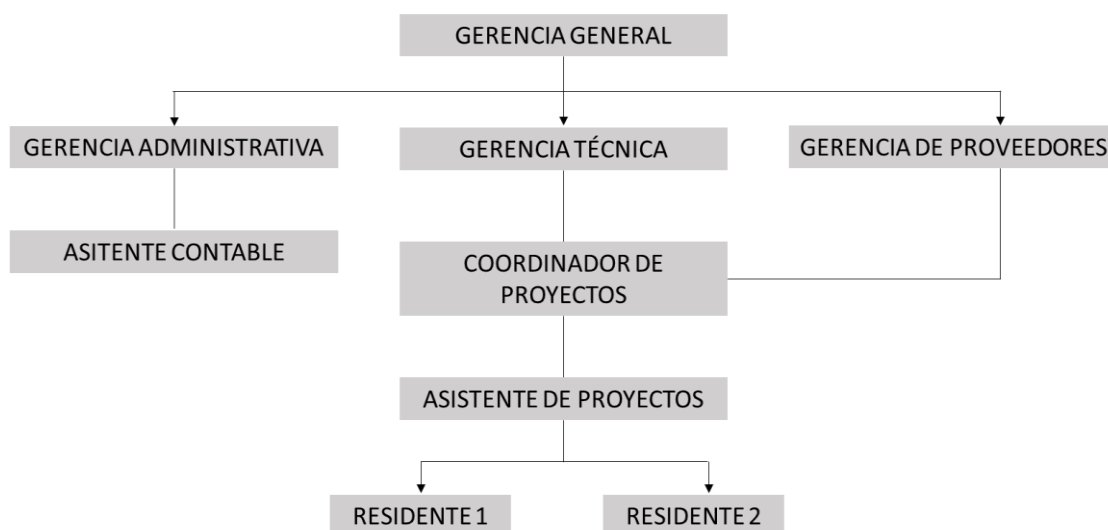 GERENCIA GENERAL
GERENCIA ADMINISTRATIVA
GERENCIA TÉCNICA
GERENCIA DE PROVEEDORES
ASITENTE CONTABLE
COORDINADOR DE
PROYECTOS
ASISTENTE DE PROYECTOS
RESIDENTE 1
RESIDENTE 2